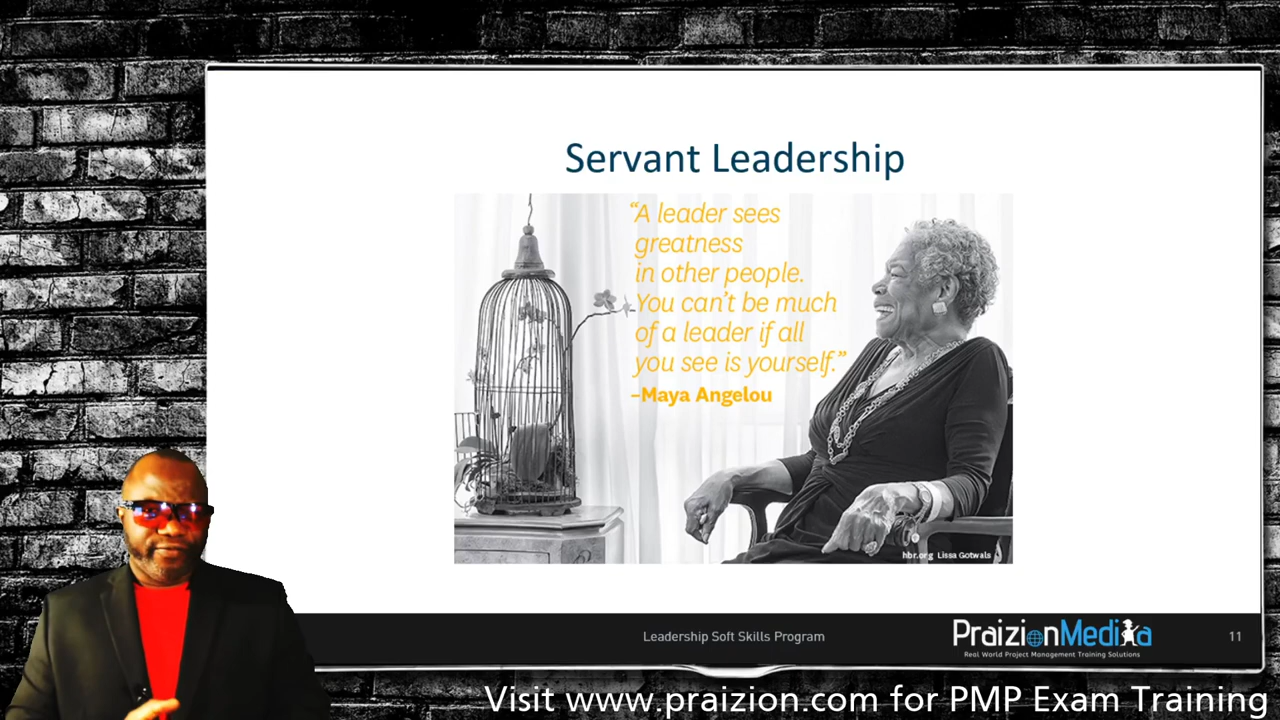 Servant Leadership
“A leader sees
greatness
in other people.
You can’t be much
of a leader if all
you see is yourself.”
–Maya Angelou
hbr.org Lissa Gotwals
Leadership Soft Skills Program
PraizionMedia
Real World Project Management Training Solutions
11
Visit www.praizion.com for PMP Exam Training